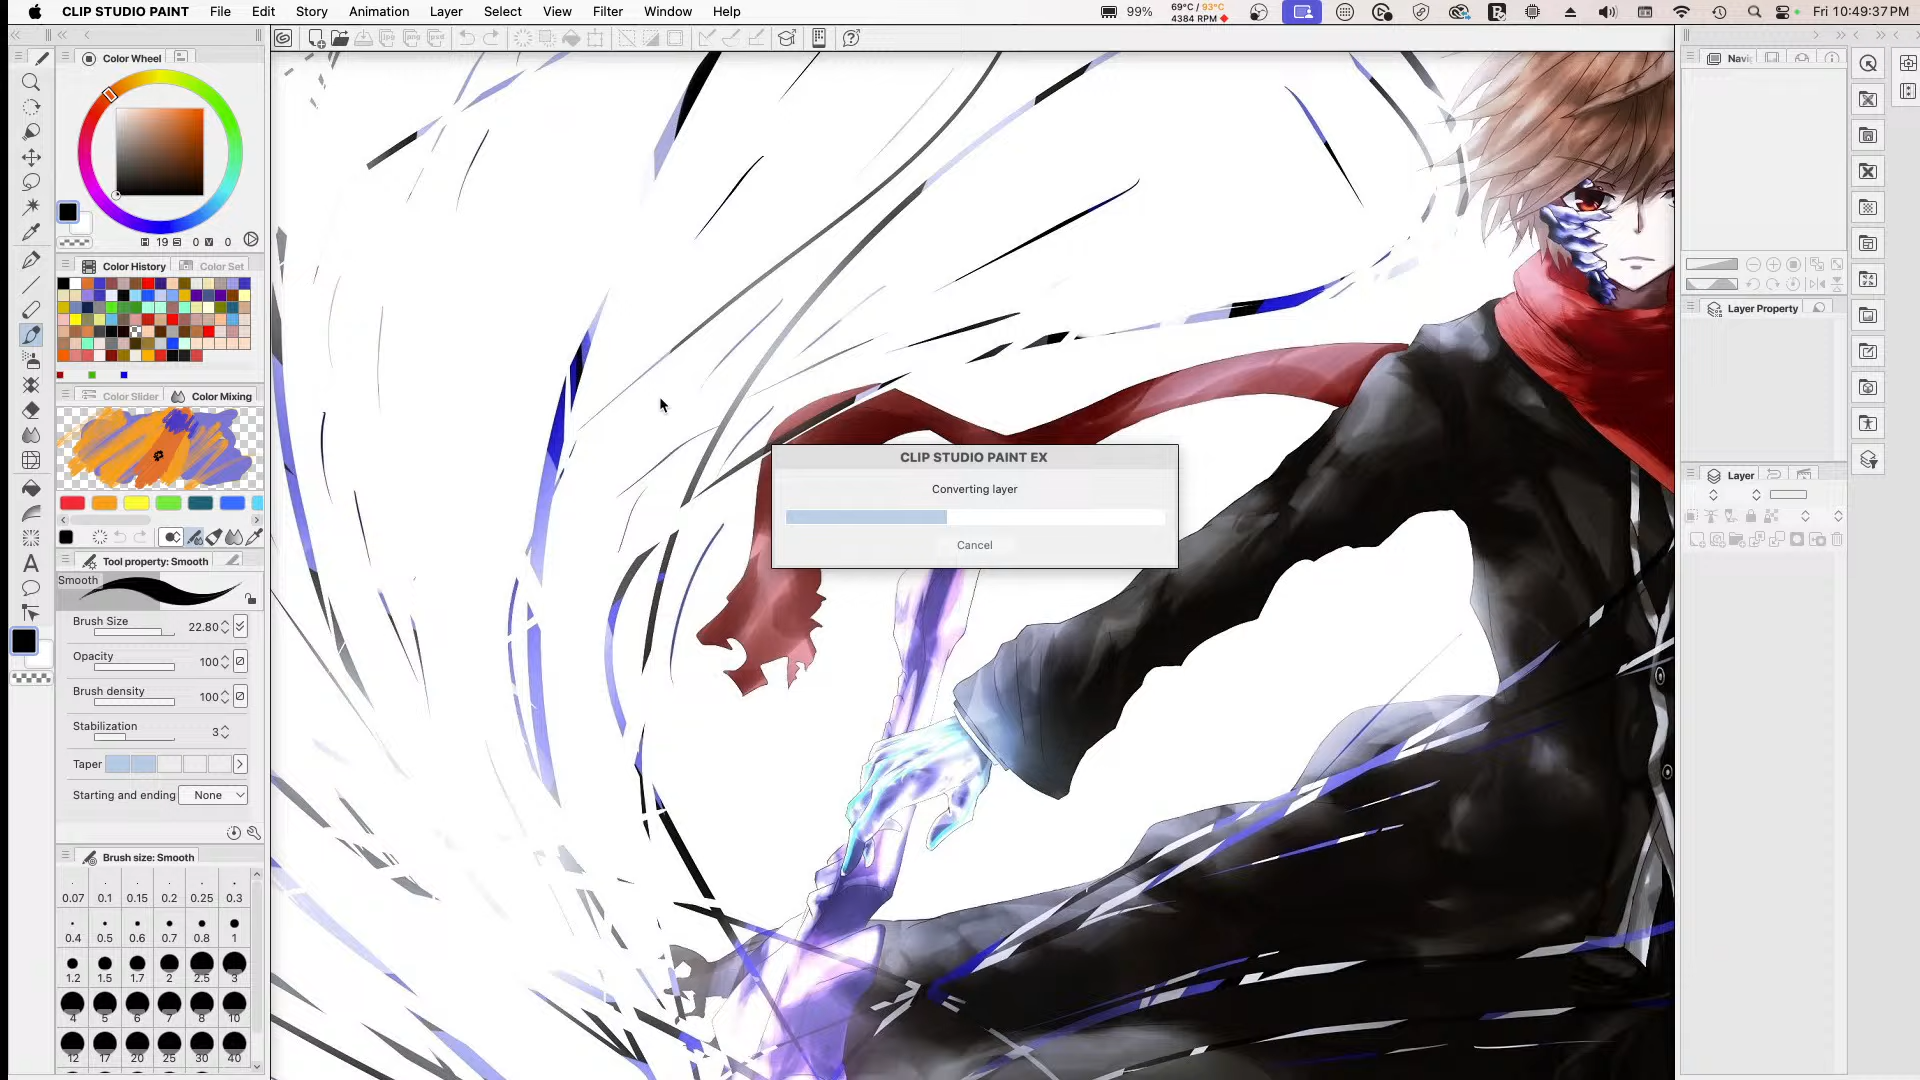 CLIP STUDIO PAINT File Edit Story Animation Layer Select View Filter Window Help
99% 69°C / 93°C 4384 RPM Fri 10:49:37 PM
Color Wheel
H 19 S 0 V 0
Color History Color Set
Color Slider Color Mixing
Tool property: Smooth
Smooth
Brush Size 22.80
Opacity 100
Brush density 100
Stabilization 3
Taper
Starting and ending None
Brush size: Smooth
0.07 0.1 0.15 0.2 0.25 0.3
0.4 0.5 0.6 0.7 0.8 1
1.2 1.5 1.7 2 2.5 3
4 5 6 7 8 10
12 17 20 25 30 40
CLIP STUDIO PAINT EX
Converting layer
Cancel
Navi
Layer Property
Layer